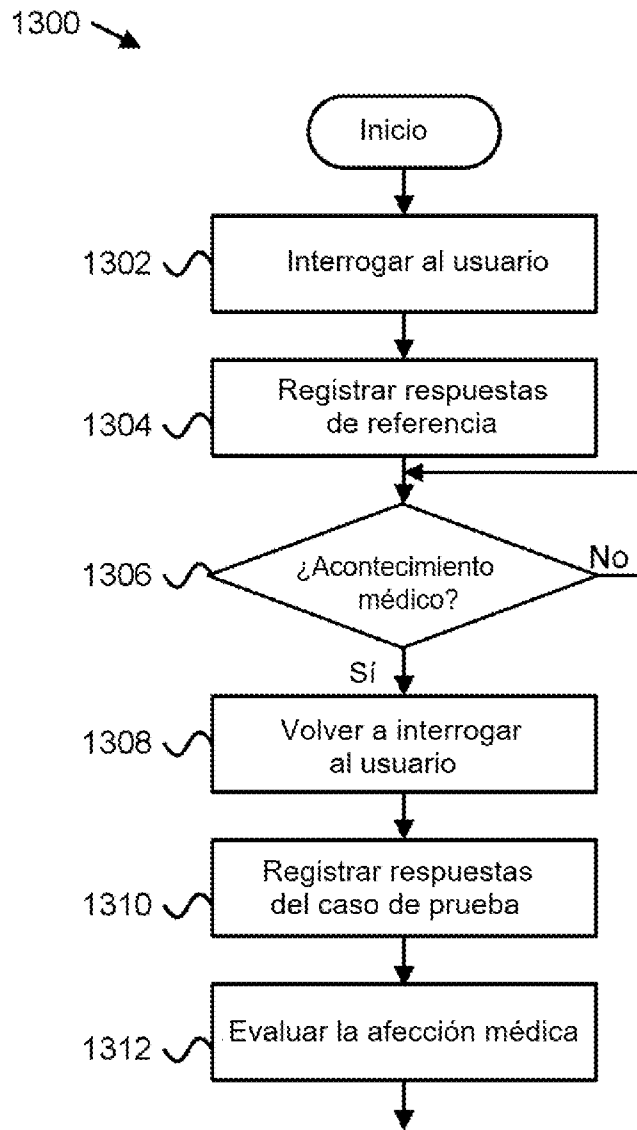 1300
Inicio
1302
Interrogar al usuario
1304
Registrar respuestas
de referencia
1306
¿Acontecimiento
médico?
No
Sí
1308
Volver a interrogar
al usuario
1310
Registrar respuestas
del caso de prueba
1312
Evaluar la afección médica